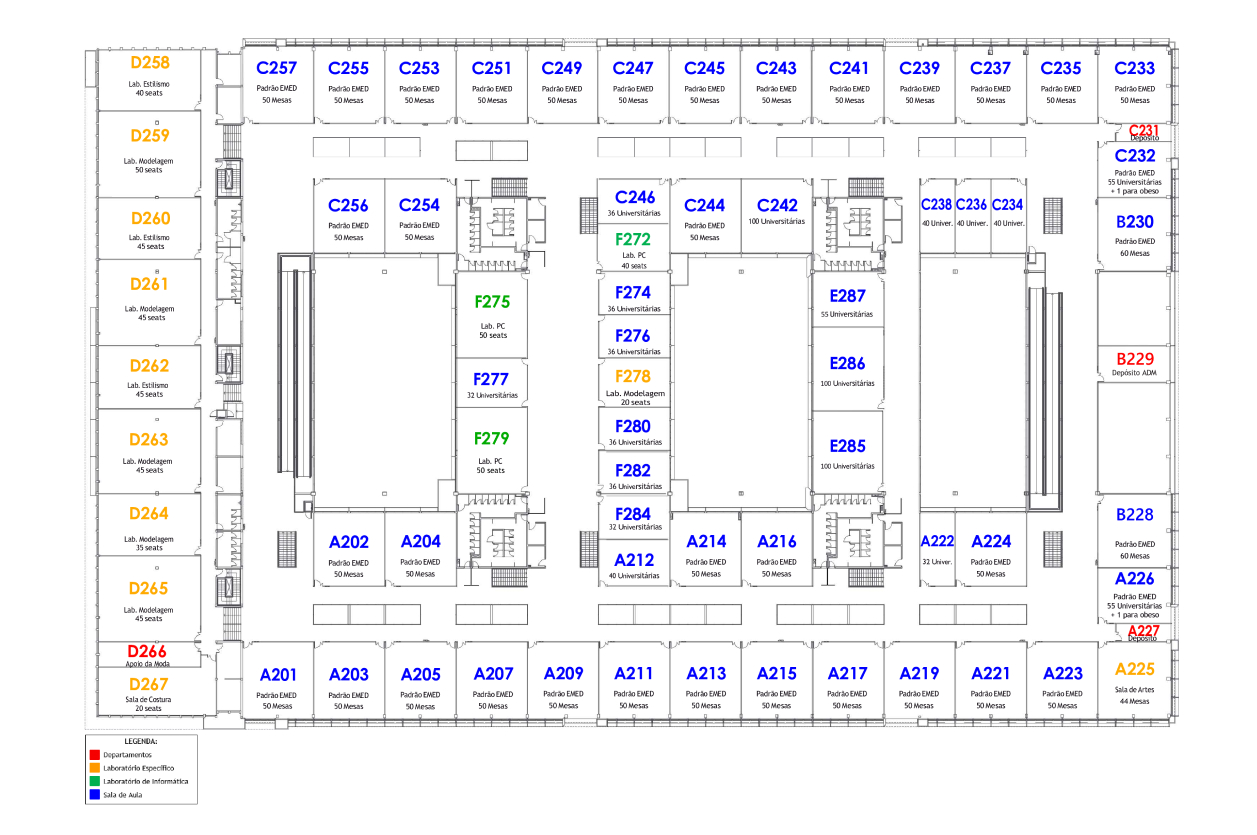 D258
Lab. Estilismo
40 seats
C257
Padrão EMED
50 Mesas
C255
Padrão EMED
50 Mesas
C253
Padrão EMED
50 Mesas
C251
Padrão EMED
50 Mesas
C249
Padrão EMED
50 Mesas
C247
Padrão EMED
50 Mesas
C245
Padrão EMED
50 Mesas
C243
Padrão EMED
50 Mesas
C241
Padrão EMED
50 Mesas
C239
Padrão EMED
50 Mesas
C237
Padrão EMED
50 Mesas
C235
Padrão EMED
50 Mesas
C233
Padrão EMED
50 Mesas
D259
Lab. Modelagem
50 seats
C231
Depósito
C232
Padrão EMED
55 Universitárias
+ 1 para obeso
D260
Lab. Estilismo
45 seats
C256
Padrão EMED
50 Mesas
C254
Padrão EMED
50 Mesas
C246
36 Universitárias
F272
Lab. PC
40 seats
C244
Padrão EMED
50 Mesas
C242
100 Universitárias
C238
40 Univer.
C236
40 Univer.
C234
40 Univer.
B230
Padrão EMED
60 Mesas
D261
Lab. Modelagem
45 seats
F275
Lab. PC
50 seats
F274
36 Universitárias
F276
36 Universitárias
E287
55 Universitárias
D262
Lab. Estilismo
45 seats
F277
32 Universitárias
F278
Lab. Modelagem
20 seats
E286
100 Universitárias
B229
Depósito ADM
D263
Lab. Modelagem
45 seats
F279
Lab. PC
50 seats
F280
36 Universitárias
F282
36 Universitárias
E285
100 Universitárias
D264
Lab. Modelagem
35 seats
A202
Padrão EMED
50 Mesas
A204
Padrão EMED
50 Mesas
F284
32 Universitárias
A212
40 Universitárias
A214
Padrão EMED
50 Mesas
A216
Padrão EMED
50 Mesas
A222
32 Univer.
A224
Padrão EMED
50 Mesas
B228
Padrão EMED
60 Mesas
D265
Lab. Modelagem
45 seats
A226
Padrão EMED
55 Universitárias
+ 1 para obeso
A227
Depósito
D266
Apoio da Moda
D267
Sala de Costura
20 seats
A201
Padrão EMED
50 Mesas
A203
Padrão EMED
50 Mesas
A205
Padrão EMED
50 Mesas
A207
Padrão EMED
50 Mesas
A209
Padrão EMED
50 Mesas
A211
Padrão EMED
50 Mesas
A213
Padrão EMED
50 Mesas
A215
Padrão EMED
50 Mesas
A217
Padrão EMED
50 Mesas
A219
Padrão EMED
50 Mesas
A221
Padrão EMED
50 Mesas
A223
Padrão EMED
50 Mesas
A225
Sala de Artes
44 Mesas
LEGENDA:
Departamentos
Laboratório Específico
Laboratório de Informática
Sala de Aula